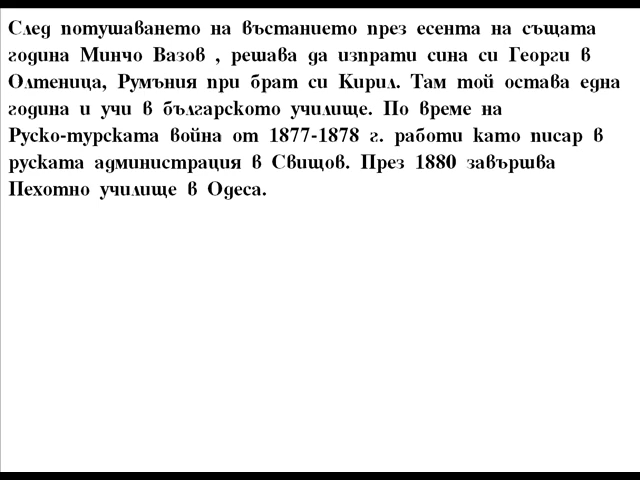 След потушаването на въстанието през есента на същата
година Минчо Вазов , решава да изпрати сина си Георги в
Олтеница, Румъния при брат си Кирил. Там той остава една
година и учи в българското училище. По време на
Руско-турската война от 1877-1878 г. работи като писар в
руската администрация в Свищов. През 1880 завършва
Пехотно училище в Одеса.